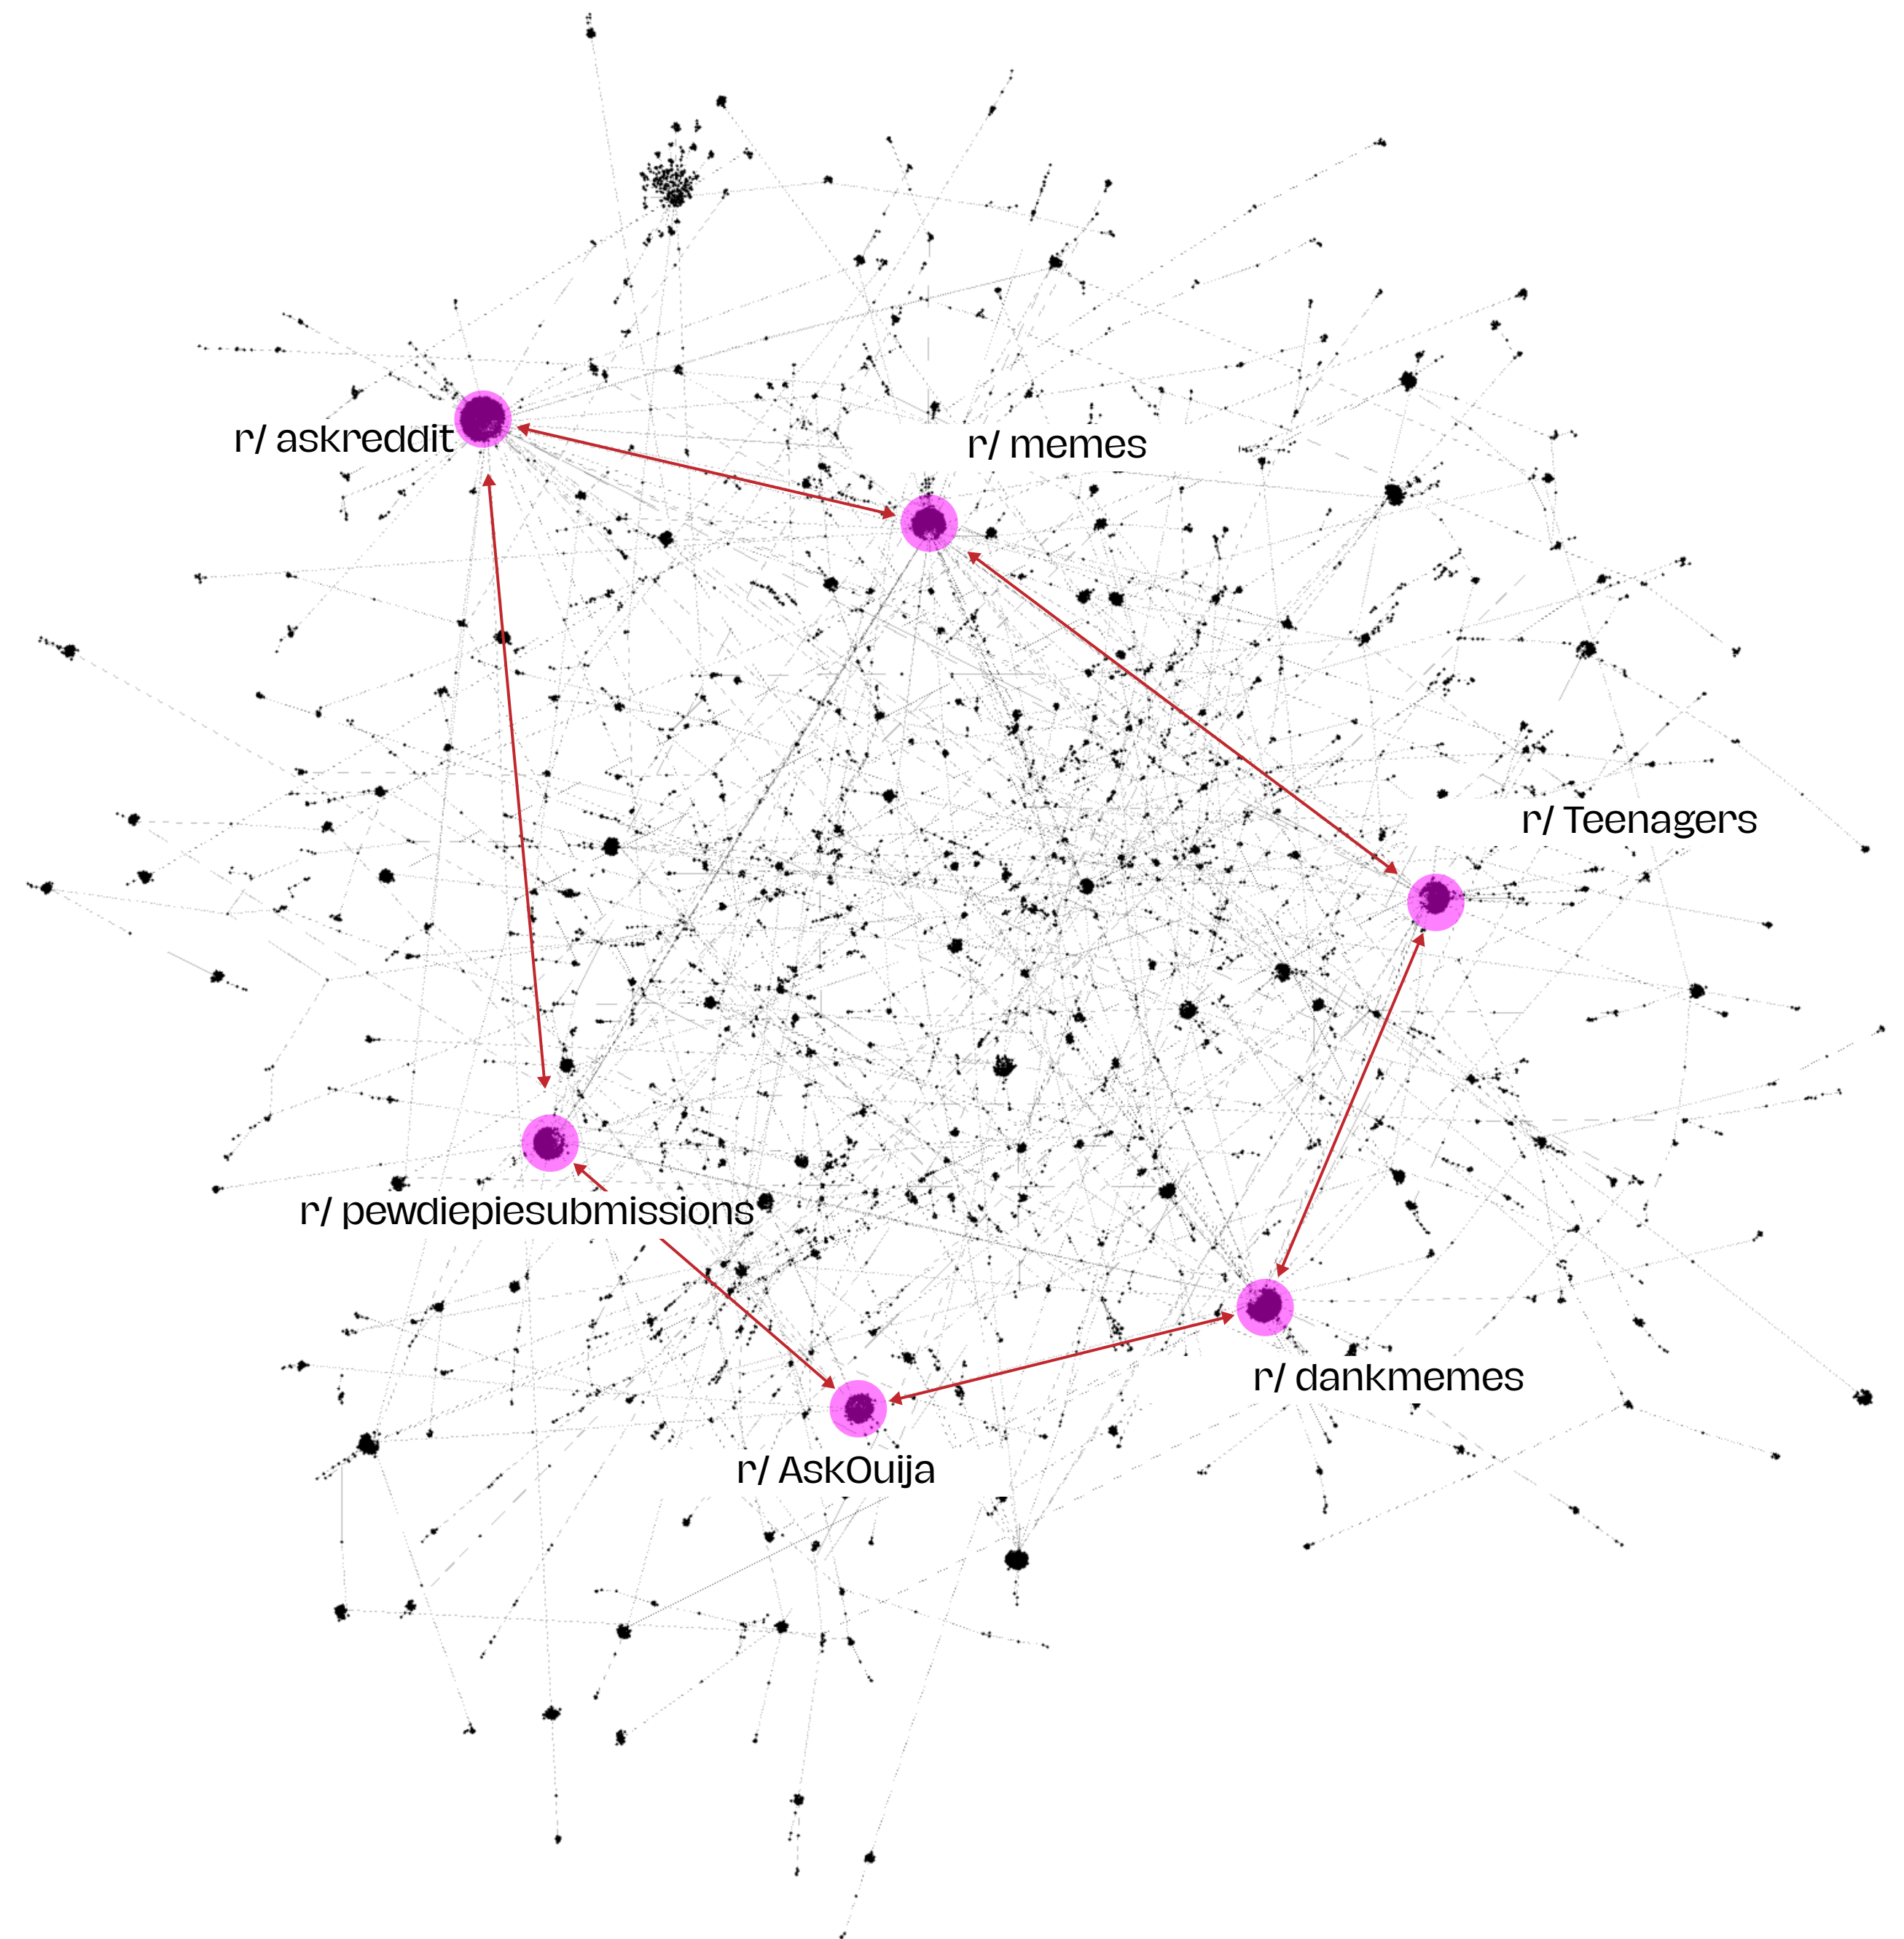 r/ askreddit
r/ memes
r/ Teenagers
r/ pewdiepiesubmissions
r/ dankmemes
r/ AskOuija